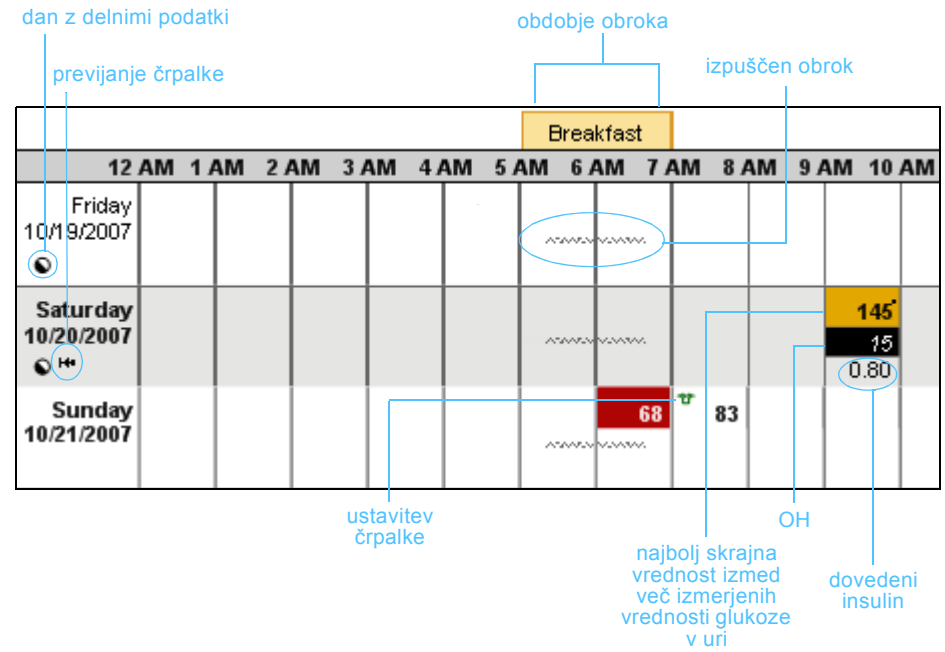 dan z delnimi podatki
obdobje obroka
previjanje črpalke
izpuščen obrok
Breakfast
12 AM 1 AM 2 AM 3 AM 4 AM 5 AM 6 AM 7 AM 8 AM 9 AM 10 AM
Friday
10/19/2007
Saturday
10/20/2007
145
15
0.80
Sunday
10/21/2007
68
83
ustavitev
črpalke
OH
najbolj skrajna
vrednost izmed
več izmerjenih
vrednosti glukoze
v uri
dovedeni
insulin